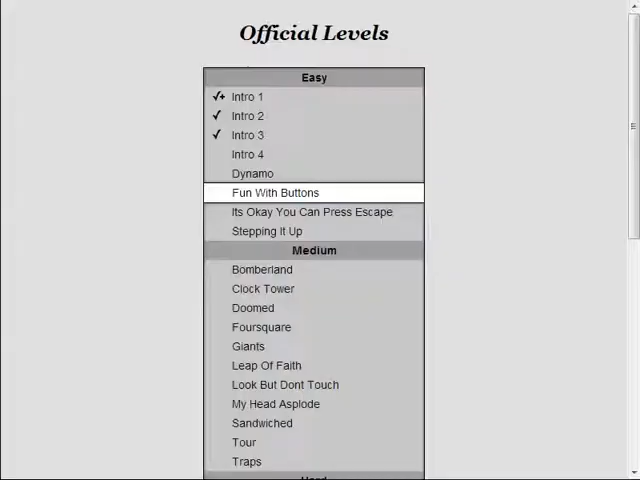 Official Levels
Easy
✓+ Intro 1
✓ Intro 2
✓ Intro 3
Intro 4
Dynamo
Fun With Buttons
Its Okay You Can Press Escape
Stepping It Up
Medium
Bomberland
Clock Tower
Doomed
Foursquare
Giants
Leap Of Faith
Look But Dont Touch
My Head Asplode
Sandwiched
Tour
Traps